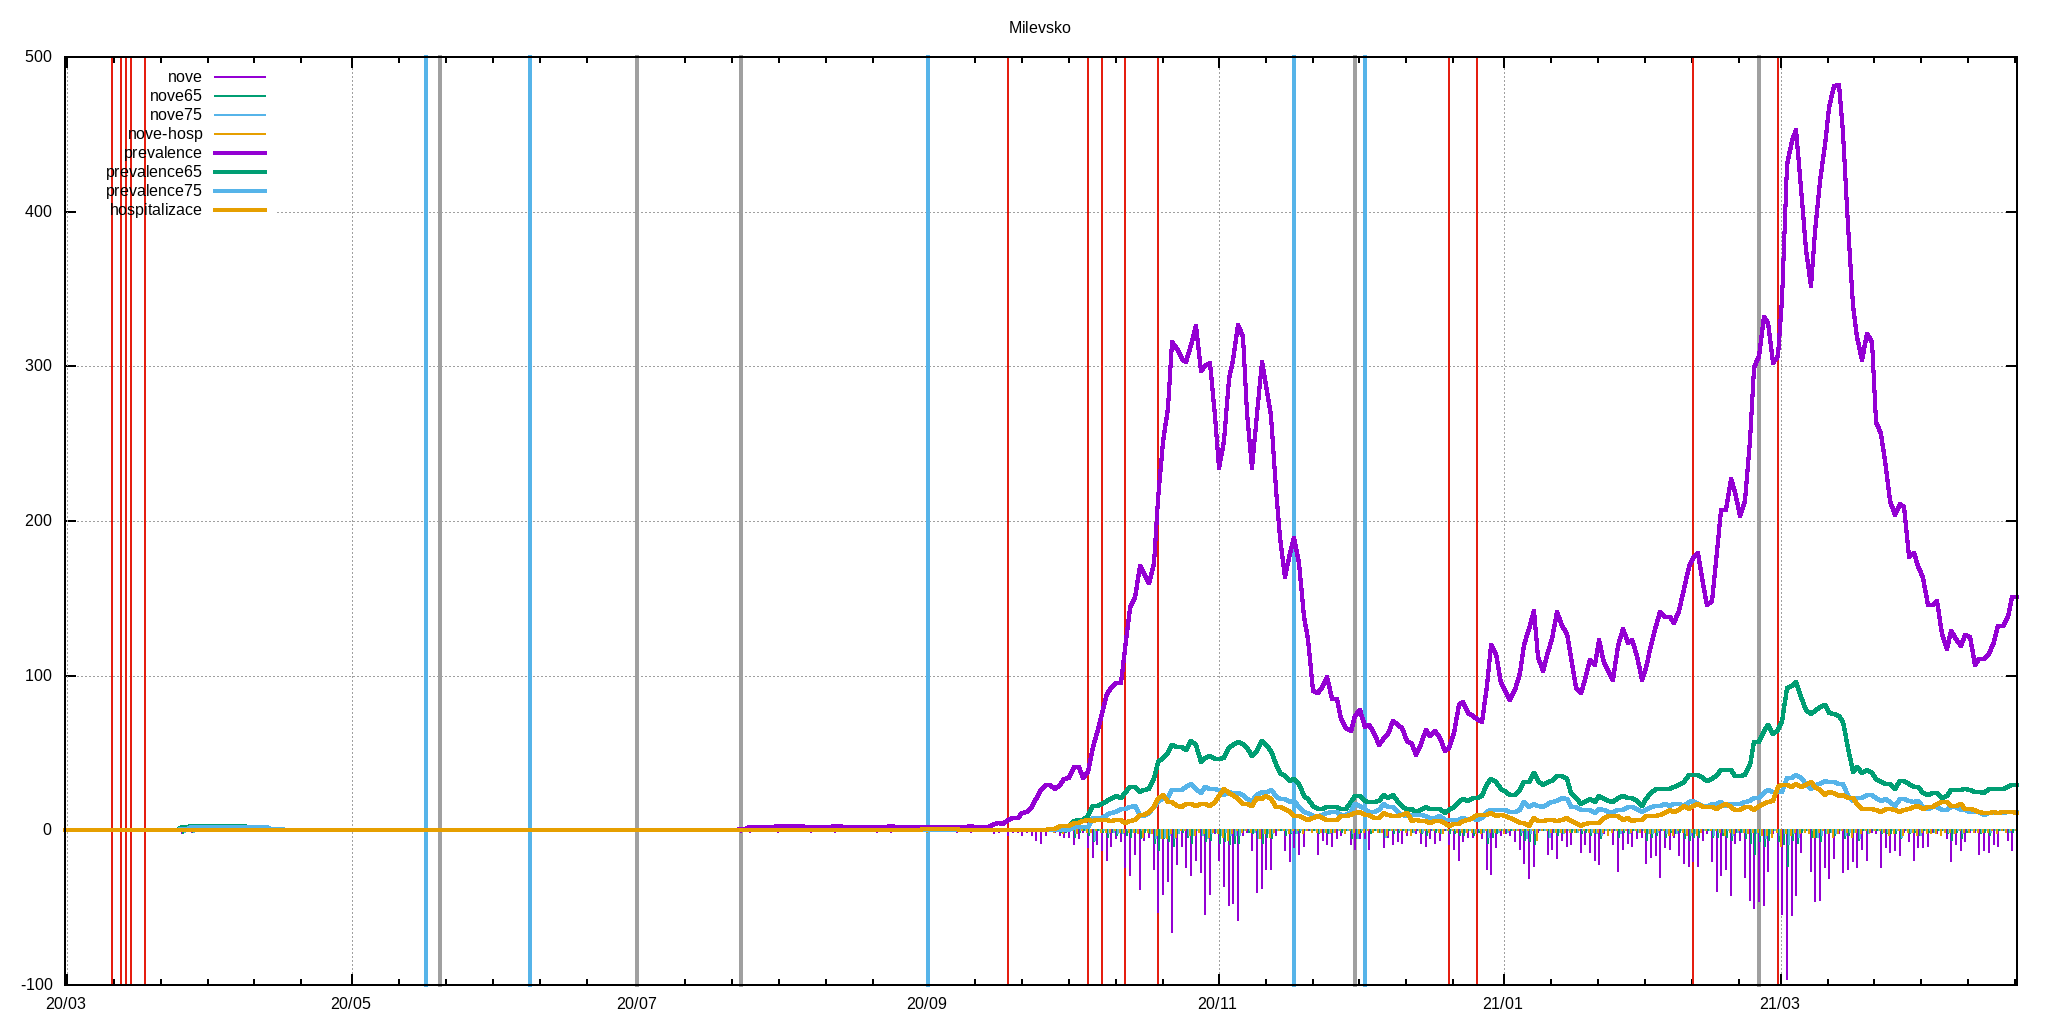 Milevsko
500
nove
nove65
nove75
nove-hosp
prevalence
prevalence65
prevalence75
hospitalizace
400
300
200
100
0
-100
20/03 20/05 20/07 20/09 20/11 21/01 21/03